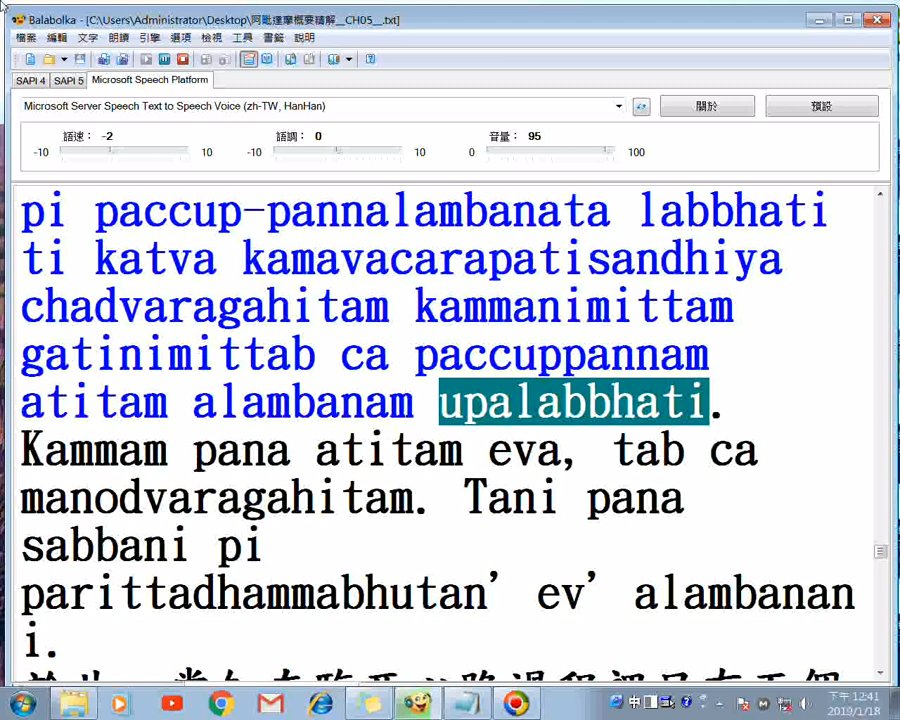 Balabolka - [C:\Users\Administrator\Desktop\阿毗達摩概要精解__CH05__.txt]
檔案 編輯 文字 朗讀 引擎 選項 檢視 工具 書籤 說明
SAPI 4 SAPI 5 Microsoft Speech Platform
Microsoft Server Speech Text to Speech Voice (zh-TW, HanHan) 關於 預設
語速： -2 語調： 0 音量： 95
-10 10 -10 10 0 100
pi paccup-pannalambanata labbhati
ti katva kamavacarapatisandhiya
chadvaragahitam kammanimittam
gatinimittab ca paccuppannam
atitam alambanam upalabbhati.
Kammam pana atitam eva, tab ca
manodvaragahitam. Tani pana
sabbani pi
parittadhammabhutan’ ev’ alambanan
i.
中
下午 12:41
2019/1/18